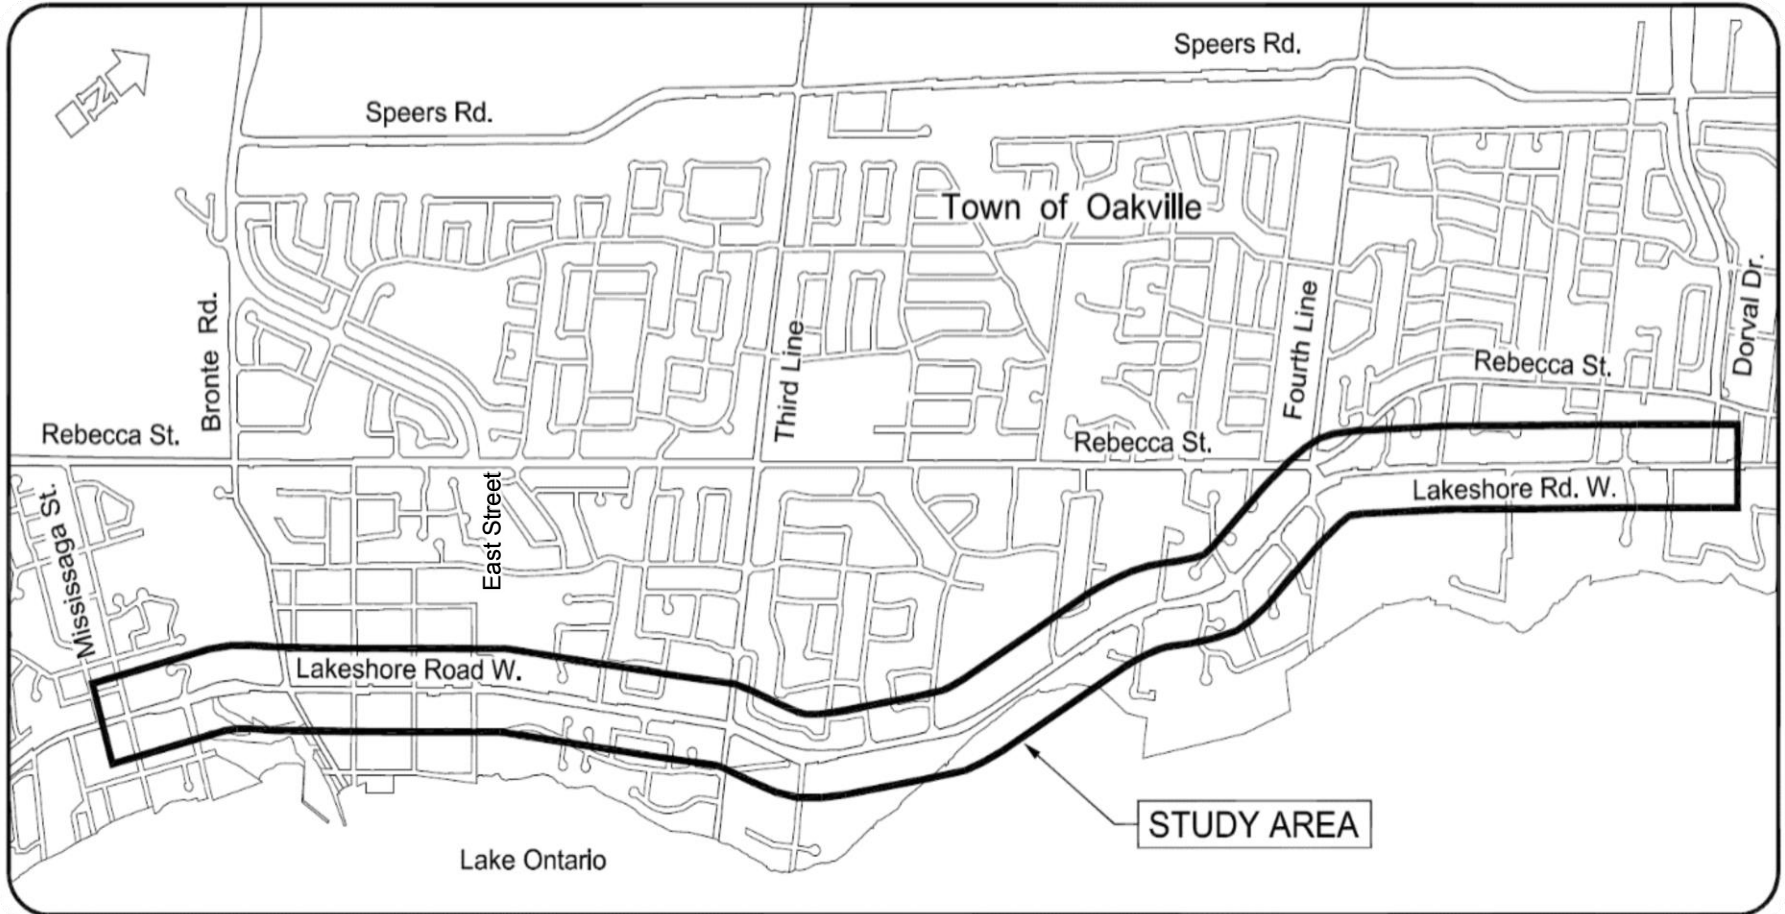 Speers Rd.
N
Speers Rd.
Town of Oakville
Bronte Rd.
Third Line
Fourth Line
Dorval Dr.
Rebecca St.
Rebecca St.
Rebecca St.
Mississaga St.
East Street
Lakeshore Rd. W.
Lakeshore Road W.
STUDY AREA
Lake Ontario